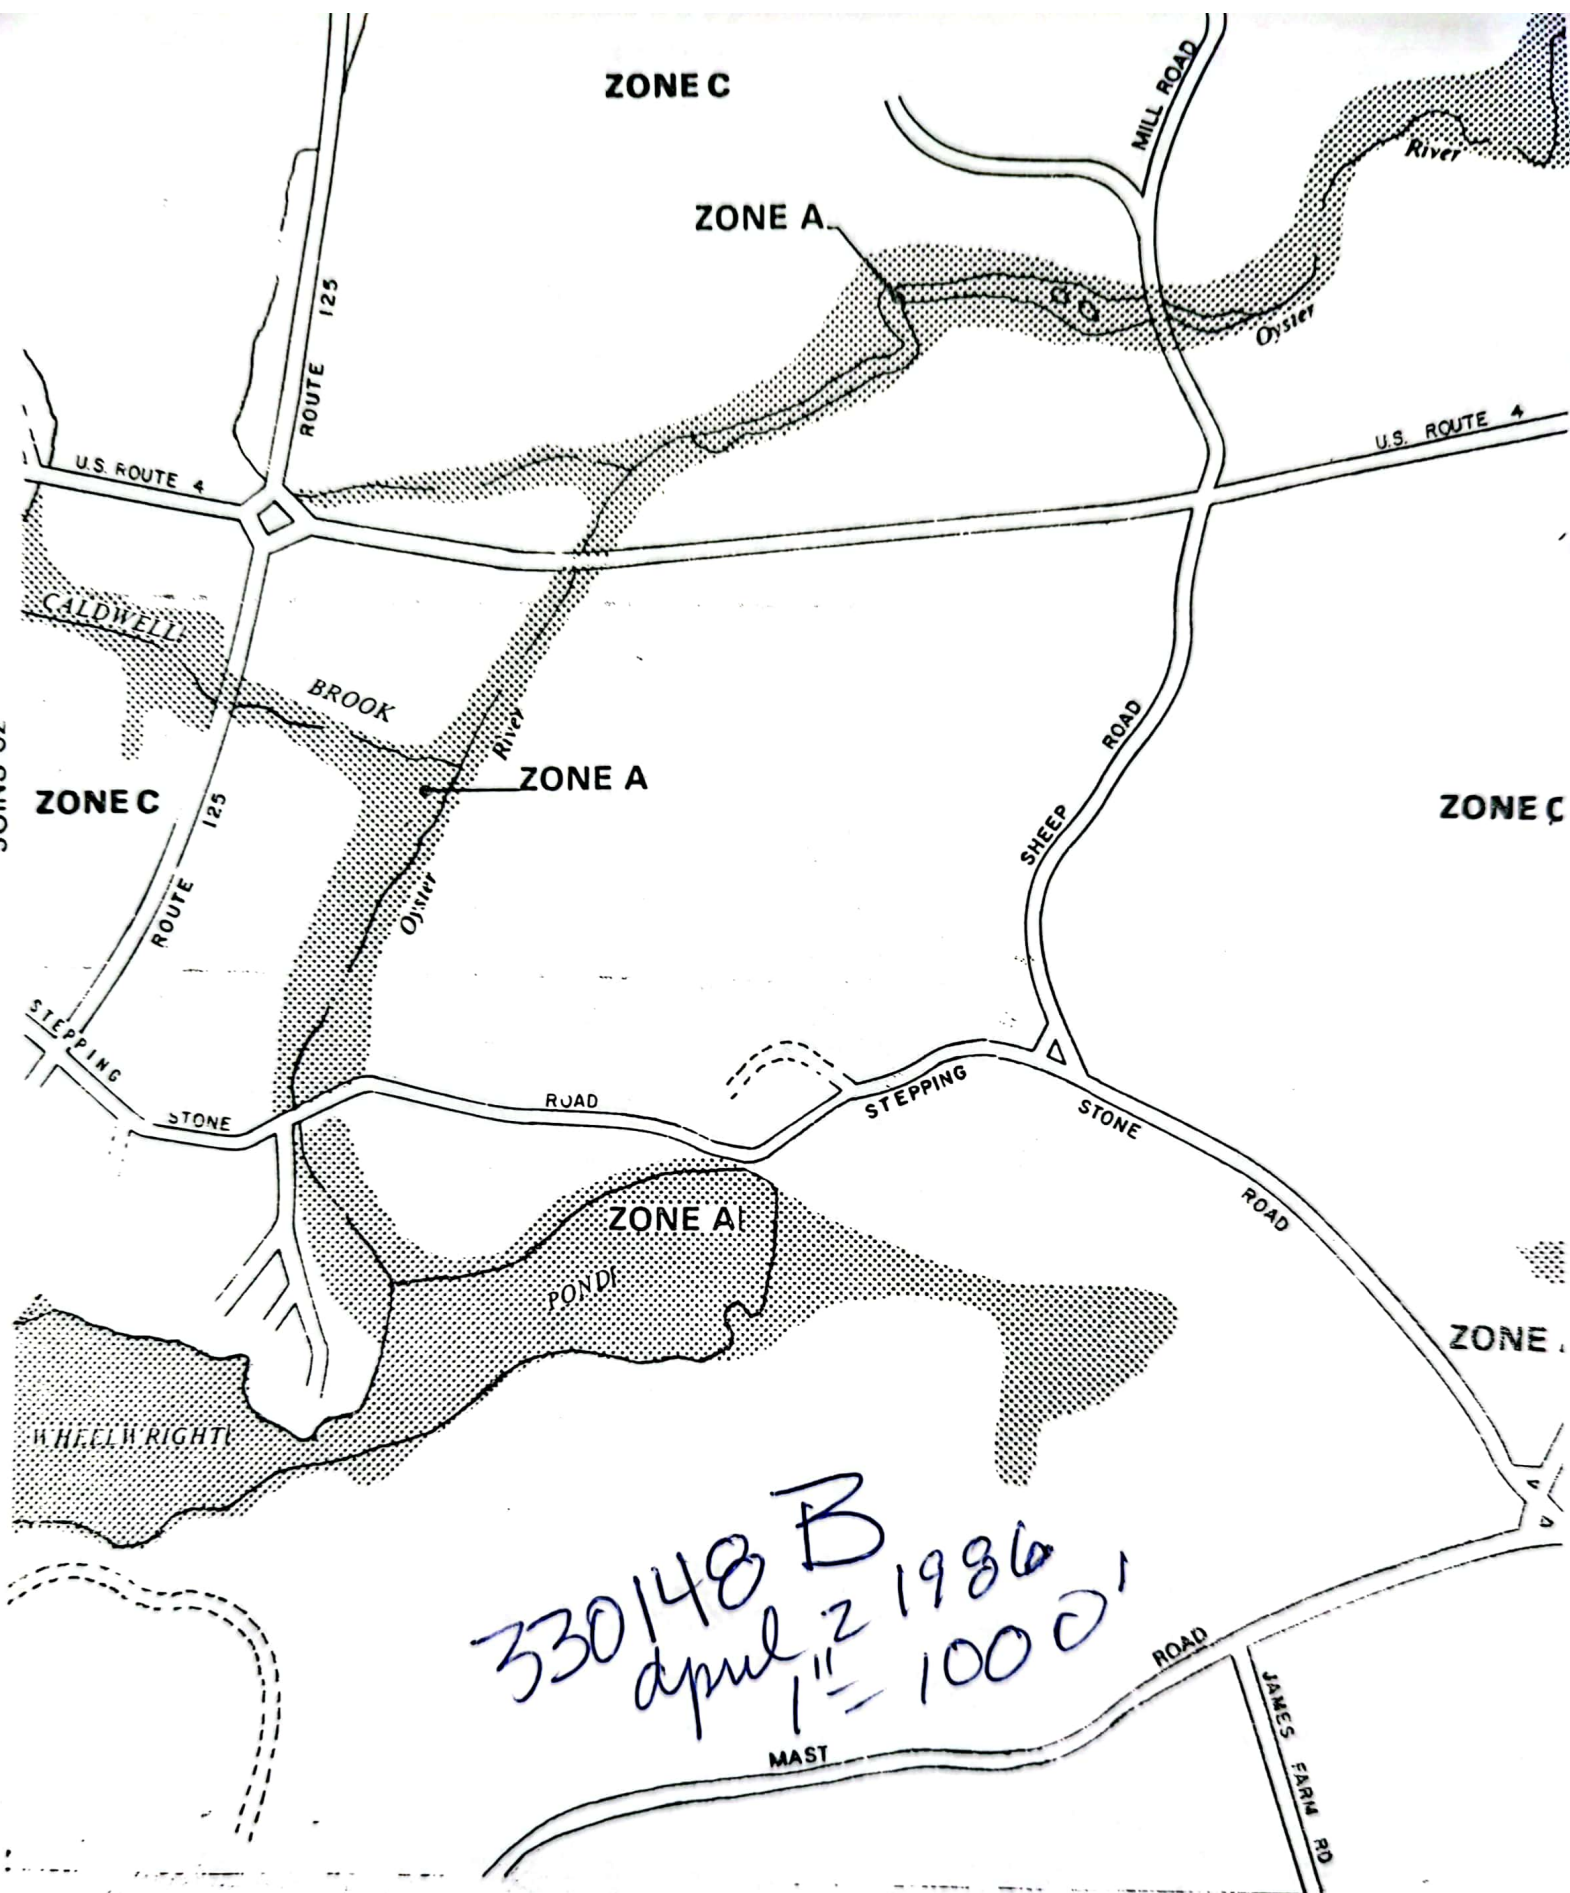 ZONE C
MILL ROAD
River
ZONE A
ROUTE 125
Oyster
U.S. ROUTE 4
U.S. ROUTE 4
CALDWELL
BROOK
River
ZONE A
ROAD
ZONE C
ROUTE 125
SHEEP
ZONE C
Oyster
STEPPING
STONE
ROAD
STEPPING
STONE
ROAD
ZONE A
POND
ZONE
WHEELWRIGHT
330148 B
April 2 1986
1" = 1000'
ROAD
MAST
JAMES FARM RD